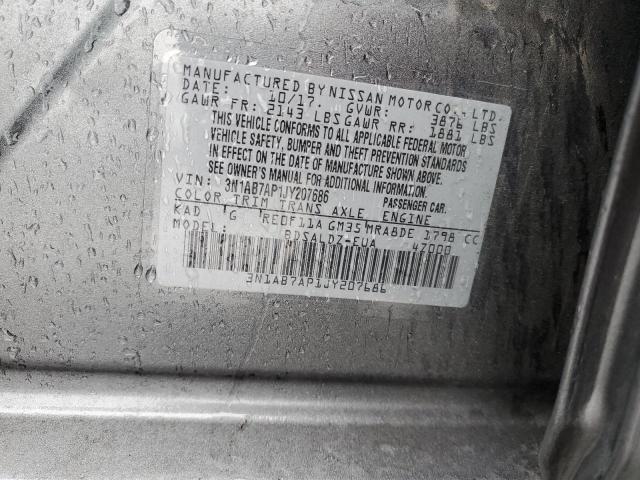 MANUFACTURED BY NISSAN MOTOR CO., LTD.
DATE: 10/17. GVWR: 3876 LBS
GAWR FR: 2143 LBS GAWR RR: 1881 LBS
THIS VEHICLE CONFORMS TO ALL APPLICABLE FEDERAL MOTOR
VEHICLE SAFETY, BUMPER AND THEFT PREVENTION STANDARDS
IN EFFECT ON THE DATE OF MANUFACTURE SHOWN ABOVE.
SEE OWNER'S MANUAL FOR ADDITIONAL INFORMATION.
VIN: 3N1AB7AP1JY207686 PASSENGER CAR.
COLOR TRIM TRANS AXLE ENGINE
KAD G RE0F11A GM35 MRA8DE 1798 CC
MODEL: BDSALDZ-EUA 47000
3N1AB7AP1JY207686